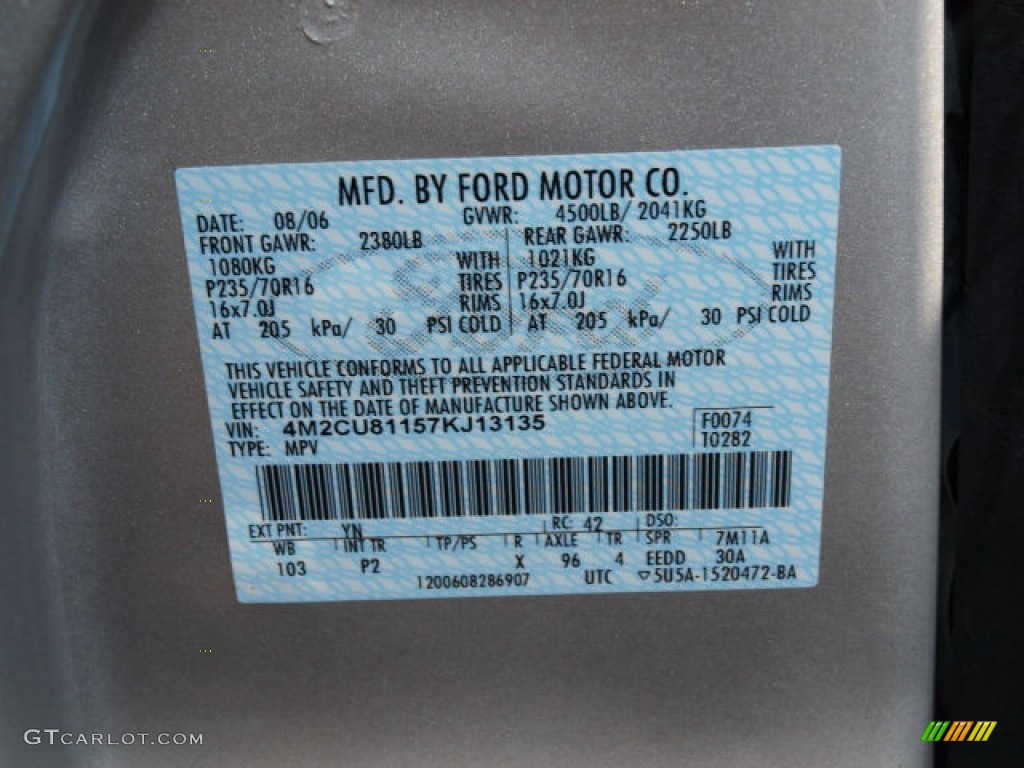 MFD. BY FORD MOTOR CO.
DATE: 08/06 GVWR: 4500LB/ 2041KG
FRONT GAWR: 2380LB REAR GAWR: 2250LB
1080KG WITH 1021KG WITH
P235/70R16 TIRES P235/70R16 TIRES
16x7.0J RIMS 16x7.0J RIMS
AT 205 kPa/ 30 PSI COLD AT 205 kPa/ 30 PSI COLD
THIS VEHICLE CONFORMS TO ALL APPLICABLE FEDERAL MOTOR
VEHICLE SAFETY AND THEFT PREVENTION STANDARDS IN
EFFECT ON THE DATE OF MANUFACTURE SHOWN ABOVE.
VIN: 4M2CU81157KJ13135 F0074
TYPE: MPV T0282
EXT PNT: YN RC: 42 DSO:
WB INT TR TP/PS R AXLE TR SPR 7M11A
103 P2 X 96 4 EEDD 30A
1200608286907 UTC ▽5U5A-1520472-BA
GTCARLOT.COM